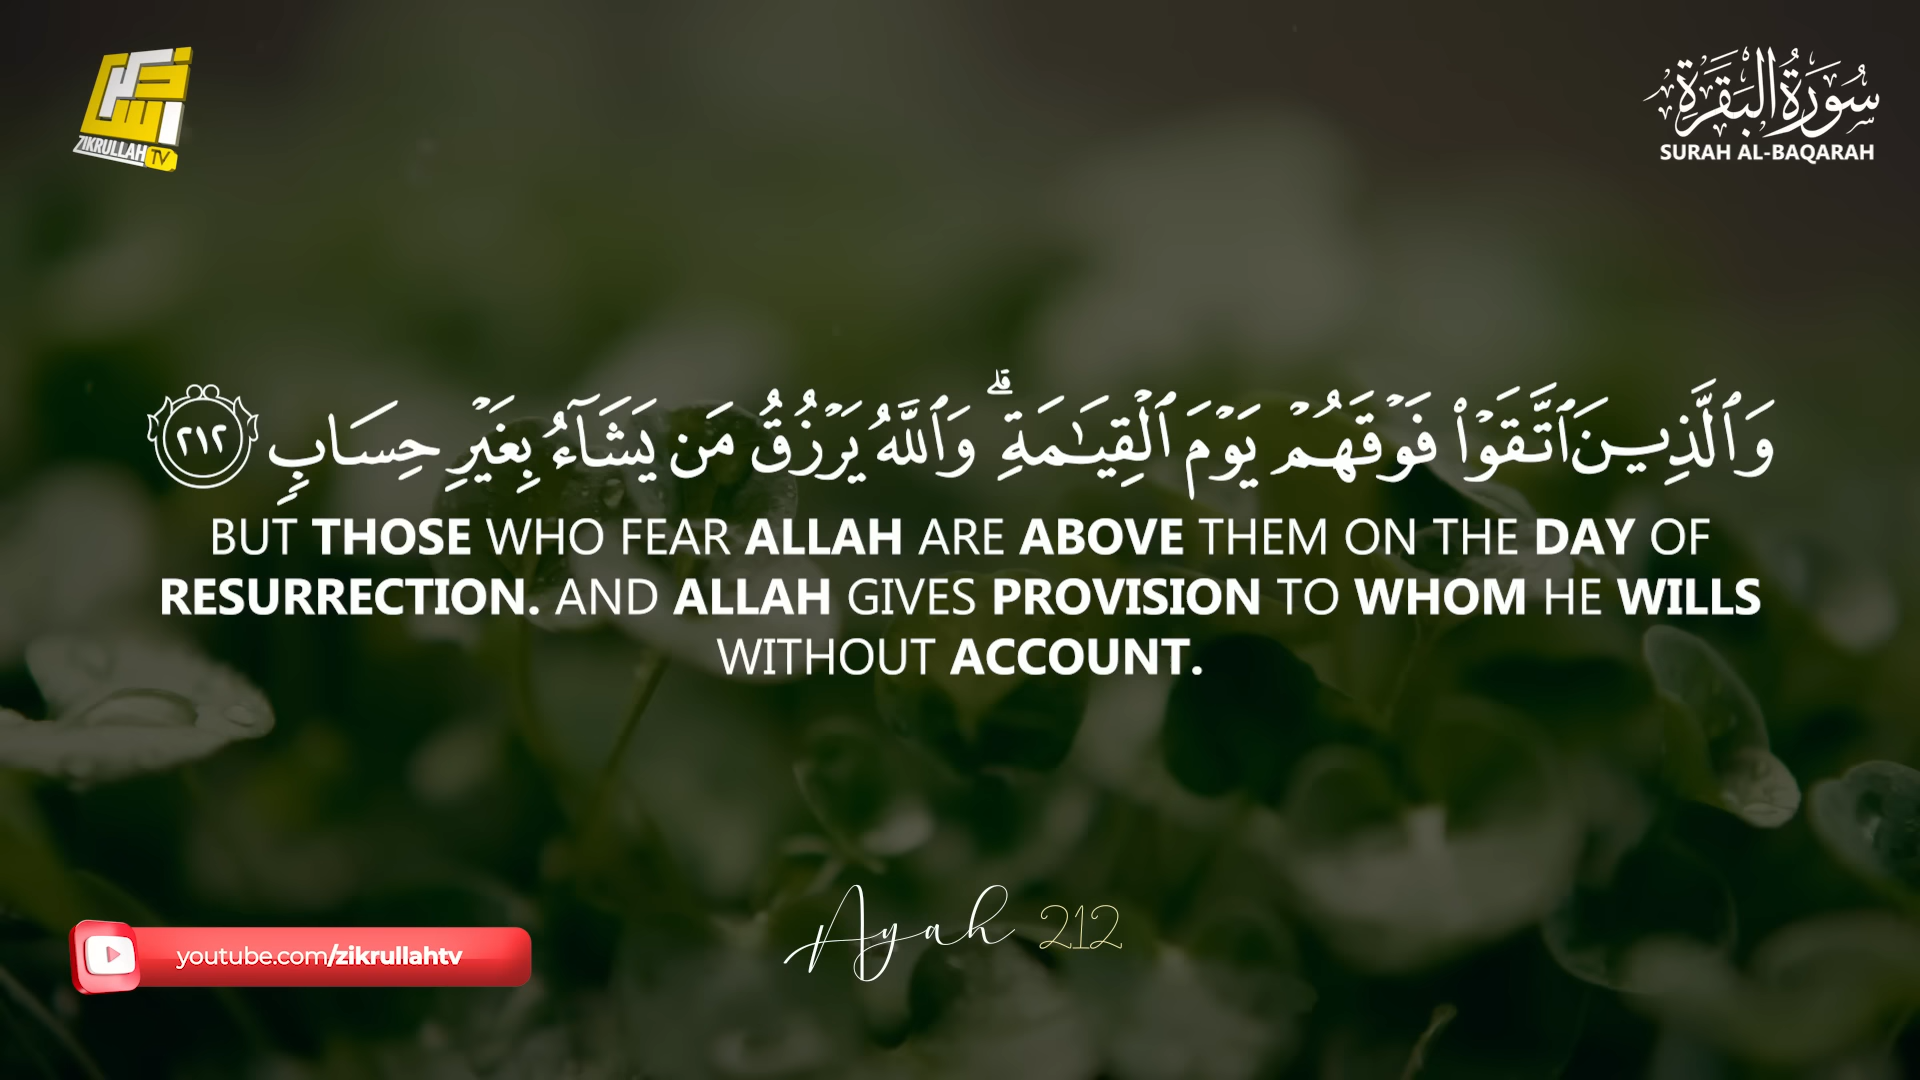 ذكر الله
ZIKRULLAH TV
سُورَةُ البَقَرَةِ
SURAH AL-BAQARAH
وَٱلَّذِينَ ٱتَّقَوۡاْ فَوۡقَهُمۡ يَوۡمَ ٱلۡقِيَٰمَةِۗ وَٱللَّهُ يَرۡزُقُ مَن يَشَآءُ بِغَيۡرِ حِسَابٖ ٢١٢
BUT THOSE WHO FEAR ALLAH ARE ABOVE THEM ON THE DAY OF
RESURRECTION. AND ALLAH GIVES PROVISION TO WHOM HE WILLS
WITHOUT ACCOUNT.
Ayah 212
youtube.com/zikrullahtv